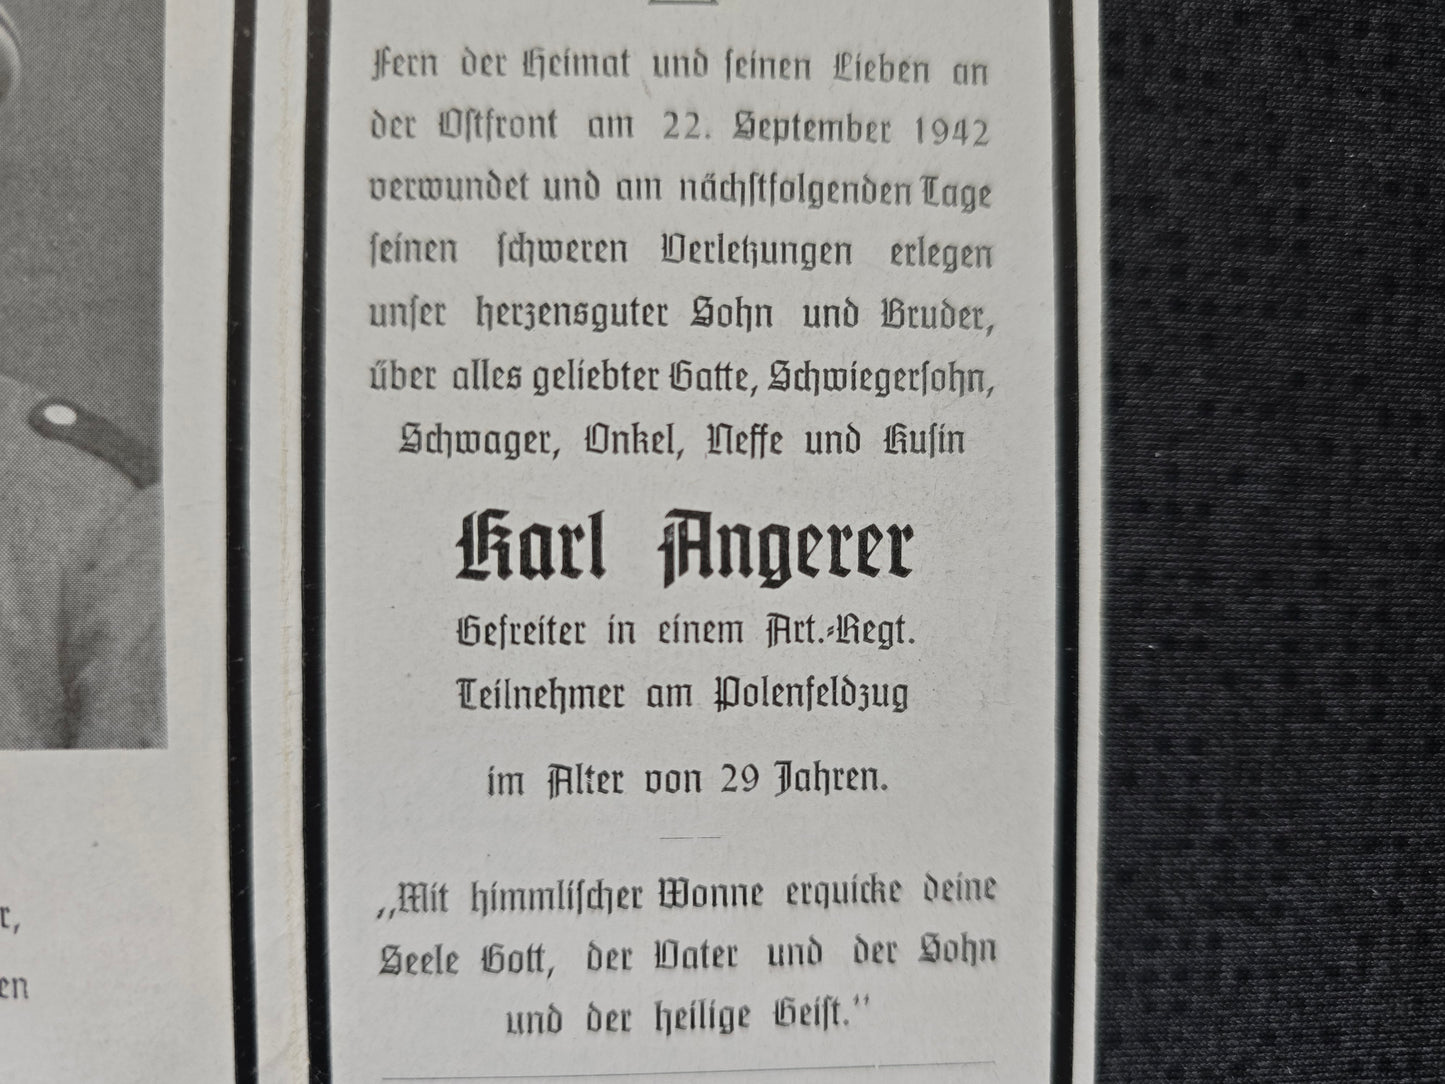 Fern der Heimat und seinen Lieben an
der Ostfront am 22. September 1942
verwundet und am nächstfolgenden Tage
seinen schweren Verletzungen erlegen
unser herzensguter Sohn und Bruder,
über alles geliebter Gatte, Schwiegersohn,
Schwager, Onkel, Neffe und Kusin
Karl Angerer
Gefreiter in einem Art.-Regt.
Teilnehmer am Polenfeldzug
im Alter von 29 Jahren.
„Mit himmlischer Wonne erquicke deine
Seele Gott, der Vater und der Sohn
und der heilige Geist."